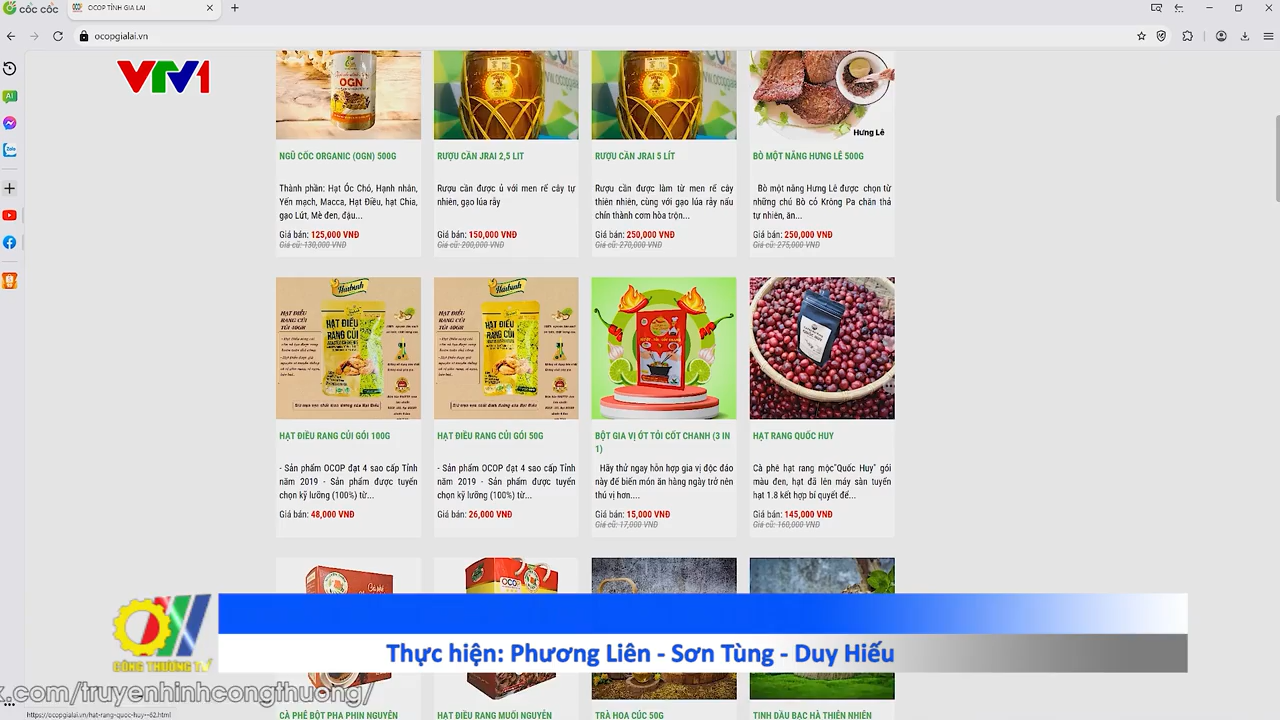 cốc cốc
OCOP TỈNH GIA LAI
ocopgialai.vn
VTV1
OGN
Hưng Lê
NGŨ CỐC ORGANIC (OGN) 500G
RƯỢU CẦN JRAI 2,5 LIT
RƯỢU CẦN JRAI 5 LÍT
BÒ MỘT NẮNG HƯNG LÊ 500G
Thành phần: Hạt Óc Chó, Hạnh nhân,
Yến mạch, Macca, Hạt Điều, hạt Chia,
gạo Lứt, Mè đen, đậu...
Rượu cần được ủ với men rể cây tự
nhiên, gạo lúa rẫy
Rượu cần được làm từ men rể cây
thiên nhiên, cùng với gạo lúa rẫy nấu
chín thành cơm hòa trộn...
Bò một nắng Hưng Lê được chọn từ
những chú Bò cỏ Krông Pa chăn thả
tự nhiên, ăn...
Giá bán: 125,000 VNĐ
Giá cũ: 130,000 VNĐ
Giá bán: 150,000 VNĐ
Giá cũ: 200,000 VNĐ
Giá bán: 250,000 VNĐ
Giá cũ: 270,000 VNĐ
Giá bán: 250,000 VNĐ
Giá cũ: 275,000 VNĐ
HẠT ĐIỀU
RANG CỦI
HẠT ĐIỀU
RANG CỦI
HẠT ĐIỀU RANG CỦI GÓI 100G
HẠT ĐIỀU RANG CỦI GÓI 50G
BỘT GIA VỊ ỚT TỎI CỐT CHANH (3 IN
1)
HẠT RANG QUỐC HUY
- Sản phẩm OCOP đạt 4 sao cấp Tỉnh
năm 2019 - Sản phẩm được tuyển
chọn kỹ lưỡng (100%) từ...
- Sản phẩm OCOP đạt 4 sao cấp Tỉnh
năm 2019 - Sản phẩm được tuyển
chọn kỹ lưỡng (100%) từ...
Hãy thử ngay hỗn hợp gia vị độc đáo
này để biến món ăn hàng ngày trở nên
thú vị hơn....
Cà phê hạt rang mộc"Quốc Huy" gói
màu đen, hạt đã lên máy sàn tuyển
hạt 1.8 kết hợp bí quyết để...
Giá bán: 48,000 VNĐ
Giá bán: 26,000 VNĐ
Giá bán: 15,000 VNĐ
Giá cũ: 17,000 VNĐ
Giá bán: 145,000 VNĐ
Giá cũ: 160,000 VNĐ
OCOP
CÔNG THƯƠNG TV
Thực hiện: Phương Liên - Sơn Tùng - Duy Hiếu
k.com/truyenhinhcongthuong/
https://ocopgialai.vn/hat-rang-quoc-huy--62.html
CÀ PHÊ BỘT PHA PHIN NGUYÊN
HẠT ĐIỀU RANG MUỐI NGUYÊN
TRÀ HOA CÚC 50G
TINH DẦU BẠC HÀ THIÊN NHIÊN